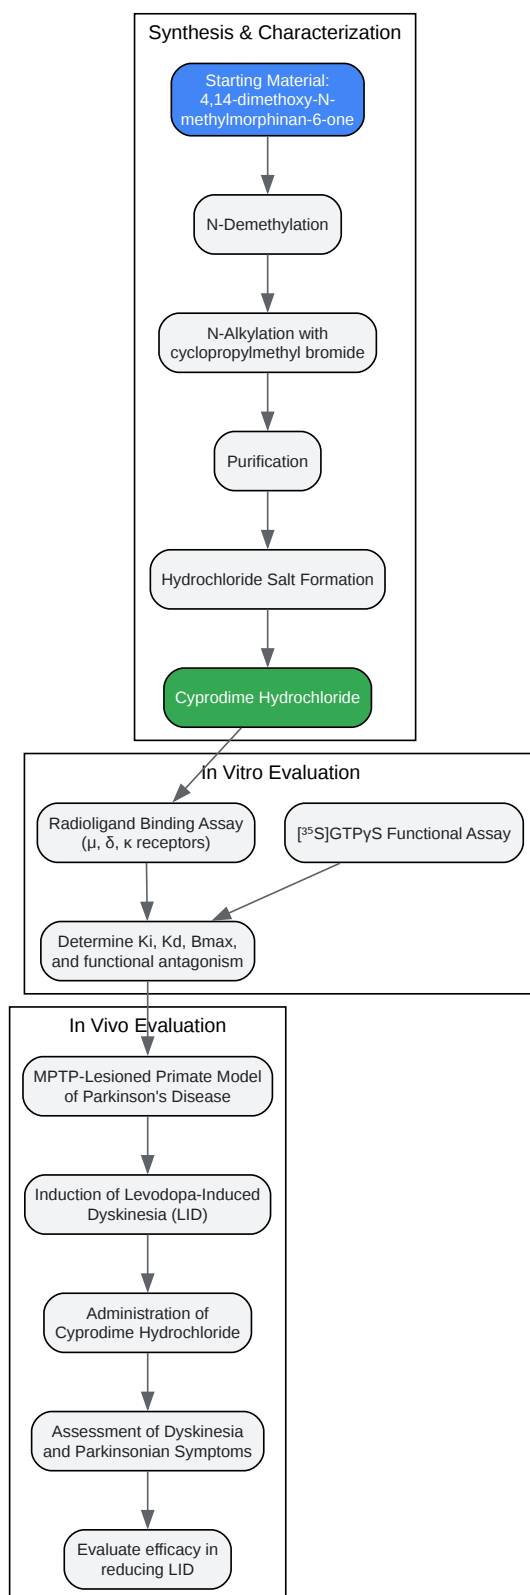 Synthesis & Characterization
Starting Material:
4,14-dimethoxy-N-
methylmorphinan-6-one
N-Demethylation
N-Alkylation with
cyclopropylmethyl bromide
Purification
Hydrochloride Salt Formation
Cyprodime Hydrochloride
In Vitro Evaluation
Radioligand Binding Assay
(μ, δ, κ receptors)
[³⁵S]GTPγS Functional Assay
Determine Ki, Kd, Bmax,
and functional antagonism
In Vivo Evaluation
MPTP-Lesioned Primate Model
of Parkinson's Disease
Induction of Levodopa-Induced
Dyskinesia (LID)
Administration of
Cyprodime Hydrochloride
Assessment of Dyskinesia
and Parkinsonian Symptoms
Evaluate efficacy in
reducing LID